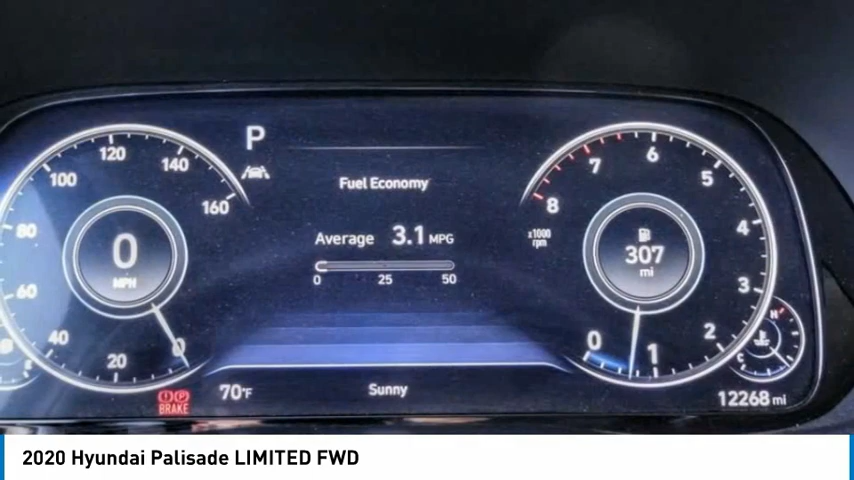 P
120
100
140
160
80
60
40
20
0
0
MPH
Fuel Economy
Average 3.1 MPG
0 25 50
x1000
rpm
8
7
6
5
4
3
2
1
0
307
mi
H
C
BRAKE
70°F
Sunny
12268 mi
2020 Hyundai Palisade LIMITED FWD